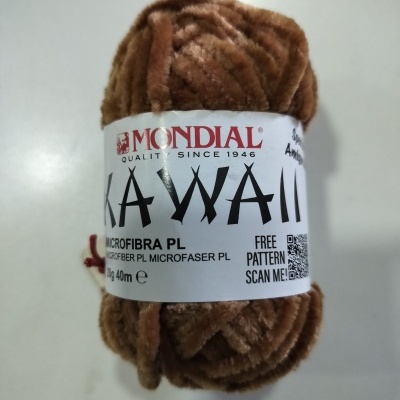 MONDIAL®
QUALITY SINCE 1946
KAWAII
MICROFIBRA PL
MICROFIBER PL MICROFASER PL
40m ℮
FREE
PATTERN
SCAN ME!